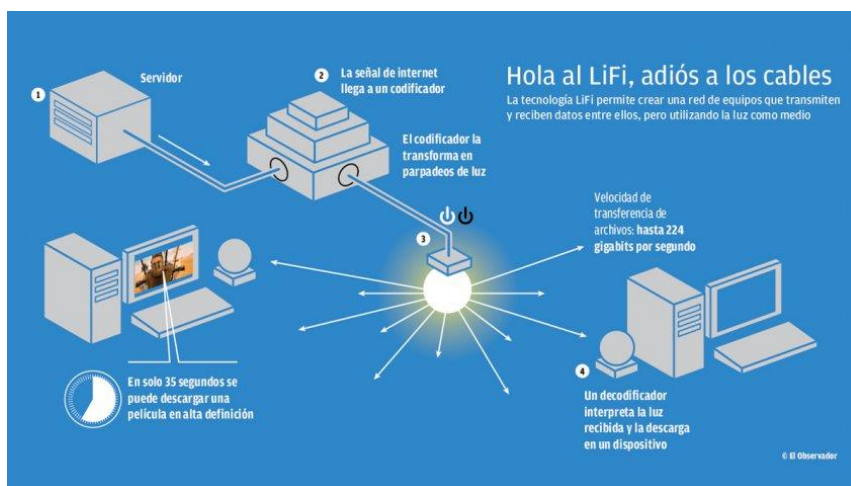 Hola al LiFi, adiós a los cables
La tecnología LiFi permite crear una red de equipos que transmiten
y reciben datos entre ellos, pero utilizando la luz como medio
1
Servidor
2
La señal de internet
llega a un codificador
El codificador la
transforma en
parpadeos de luz
3
Velocidad de
transferencia de
archivos: hasta 224
gigabits por segundo
En solo 35 segundos se
puede descargar una
película en alta definición
4
Un decodificador
interpreta la luz
recibida y la descarga
en un dispositivo
© El Observador